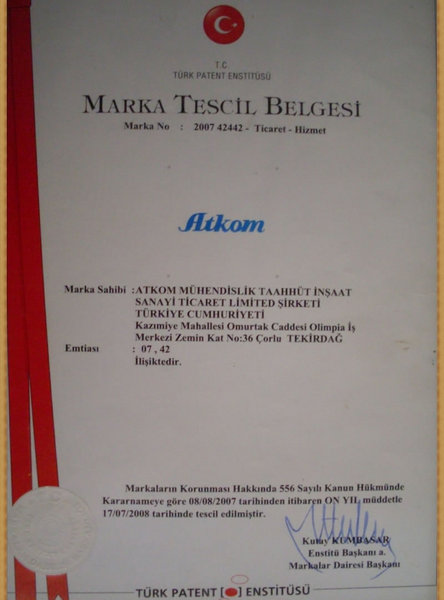 T.C
TÜRK PATENT ENSTİTÜSÜ
MARKA TESCİL BELGESİ
Marka No : 2007 42442 - Ticaret - Hizmet
Atkom
Marka Sahibi :ATKOM MÜHENDİSLİK TAAHHÜT İNŞAAT
SANAYİ TİCARET LİMİTED ŞİRKETİ
TÜRKİYE CUMHURİYETİ
Kazımiye Mahallesi Omurtak Caddesi Olimpia İş
Merkezi Zemin Kat No:36 Çorlu TEKİRDAĞ
Emtiası : 07 , 42
İlişiktedir.
Markaların Korunması Hakkında 556 Sayılı Kanun Hükmünde
Kararnameye göre 08/08/2007 tarihinden itibaren ON YIL müddetle
17/07/2008 tarihinde tescil edilmiştir.
Kutay KUMBASAR
Enstitü Başkanı a.
Markalar Dairesi Başkanı
TÜRK PATENT ENSTİTÜSÜ